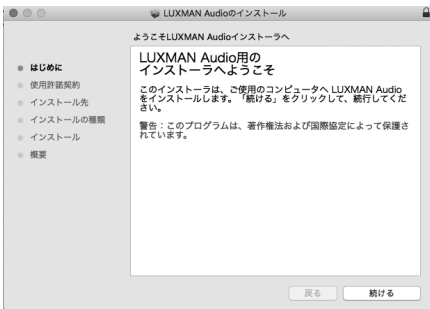 LUXMAN Audioのインストール
ようこそLUXMAN Audioインストーラへ
はじめに
使用許諾契約
インストール先
インストールの種類
インストール
概要
LUXMAN Audio用の
インストーラへようこそ
このインストーラは、ご使用のコンピュータへ LUXMAN Audio
をインストールします。「続ける」をクリックして、続行してくだ
さい。
警告：このプログラムは、著作権法および国際協定によって保護さ
れています。
戻る
続ける